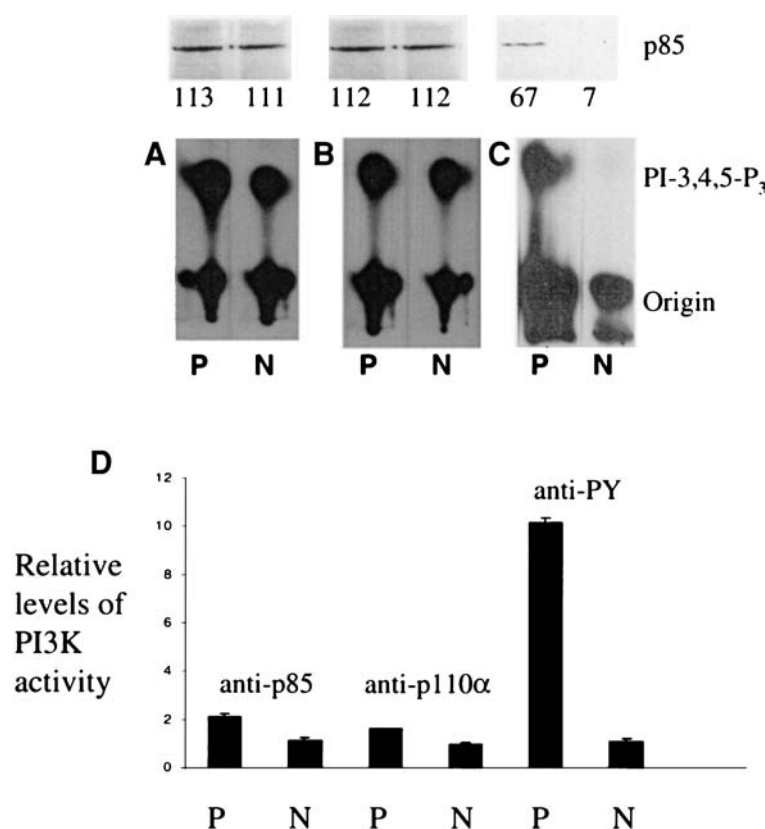 p85
113 111 112 112 67 7
A B C
PI-3,4,5-P3
Origin
P N P N P N
D
12
10
8
6
4
2
0
Relative
levels of
PI3K
activity
anti-p85
anti-p110α
anti-PY
P N P N P N